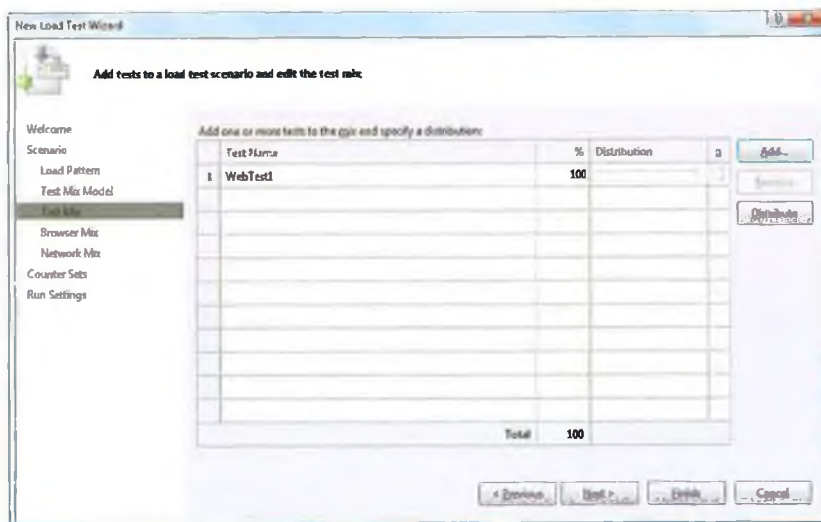 New Load Test Wizard
Add tests to a load test scenario and edit the test mix
Welcome
Scenario
Load Pattern
Test Mix Model
Test Mix
Browser Mix
Network Mix
Counter Sets
Run Settings
Add one or more tests to the mix and specify a distribution:
Test Name % Distribution
1 WebTest1 100
Total 100
Add...
Remove
Distribute
< Previous
Next >
Finish
Cancel